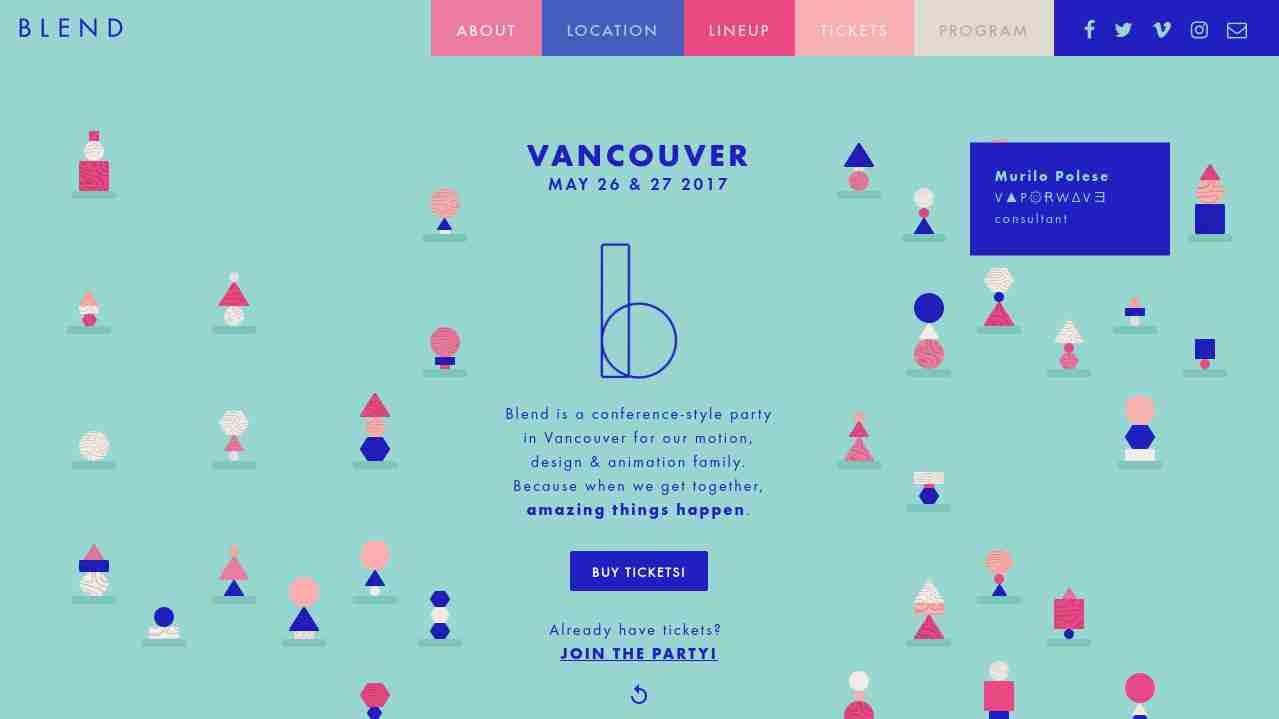 BLEND
ABOUT
LOCATION
LINEUP
TICKETS
PROGRAM
VANCOUVER
MAY 26 & 27 2017
Murilo Polese
consultant
b
Blend is a conference-style party
in Vancouver for our motion,
design & animation family.
Because when we get together,
amazing things happen.
BUY TICKETS!
Already have tickets?
JOIN THE PARTY!